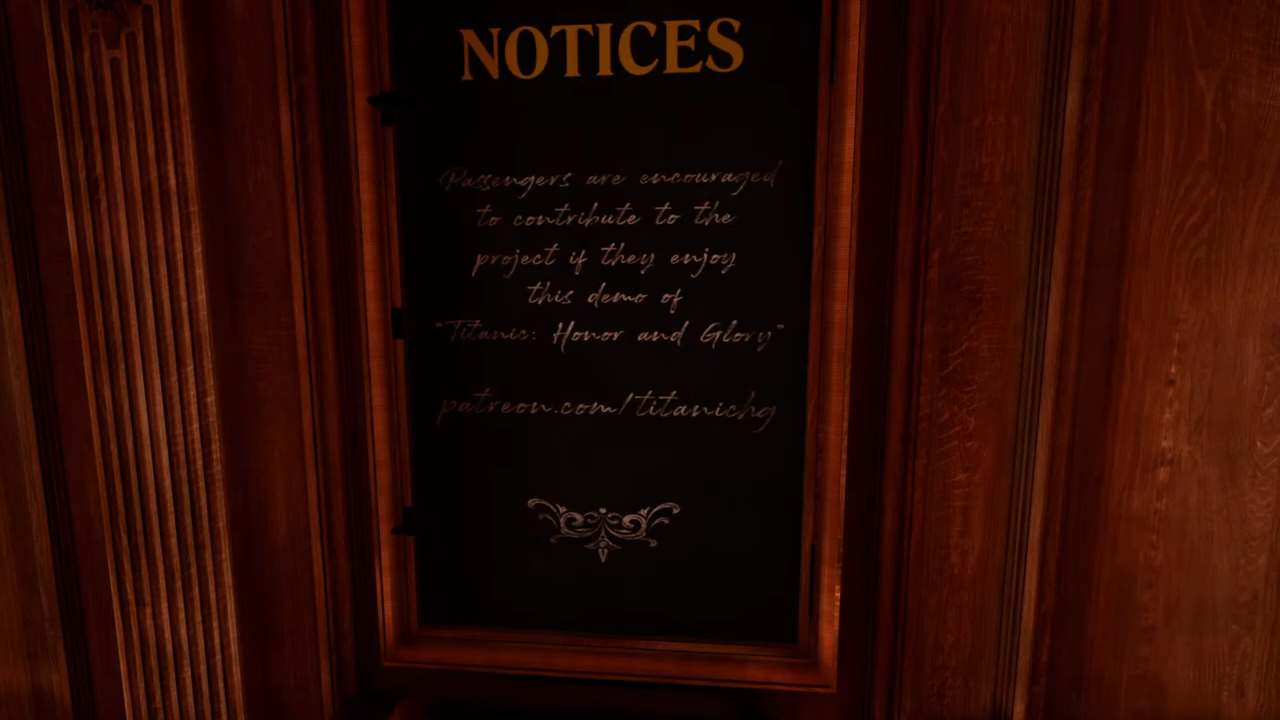 NOTICES
Passengers are encouraged
to contribute to the
project if they enjoy
this demo of
"Titanic: Honor and Glory"
patreon.com/titanichg